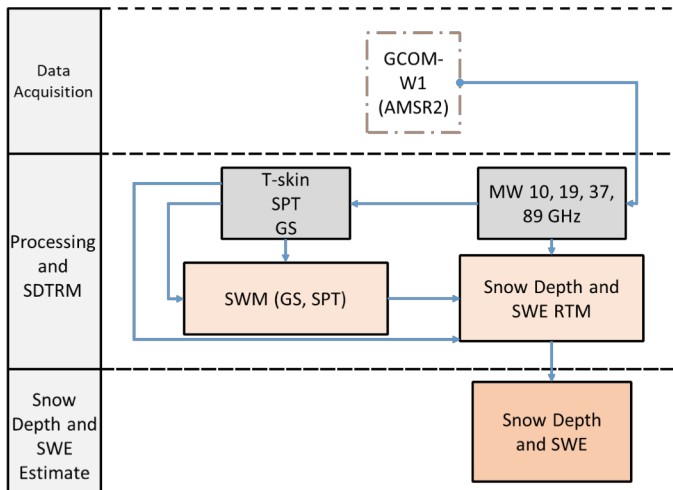 Data
Acquisition
GCOM-
W1
(AMSR2)
Processing
and
SDTRM
T-skin
SPT
GS
MW 10, 19, 37,
89 GHz
SWM (GS, SPT)
Snow Depth and
SWE RTM
Snow
Depth and
SWE
Estimate
Snow Depth
and SWE